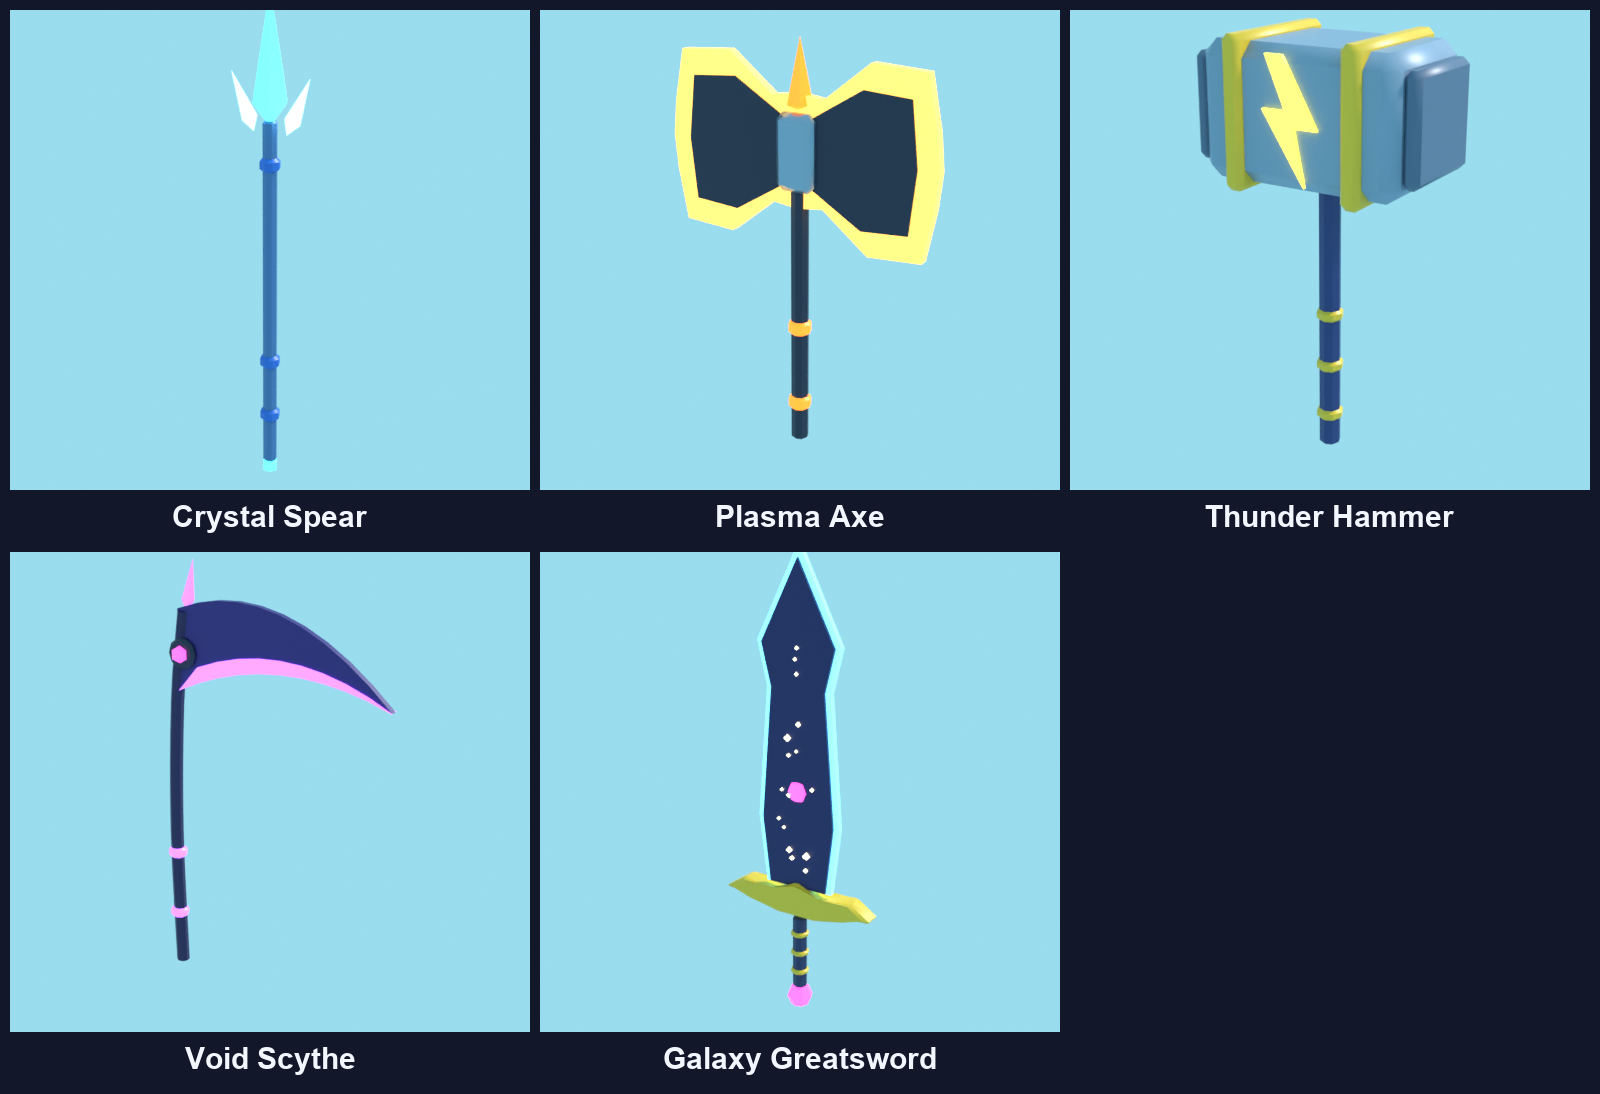 Crystal Spear
Plasma Axe
Thunder Hammer
Void Scythe
Galaxy Greatsword